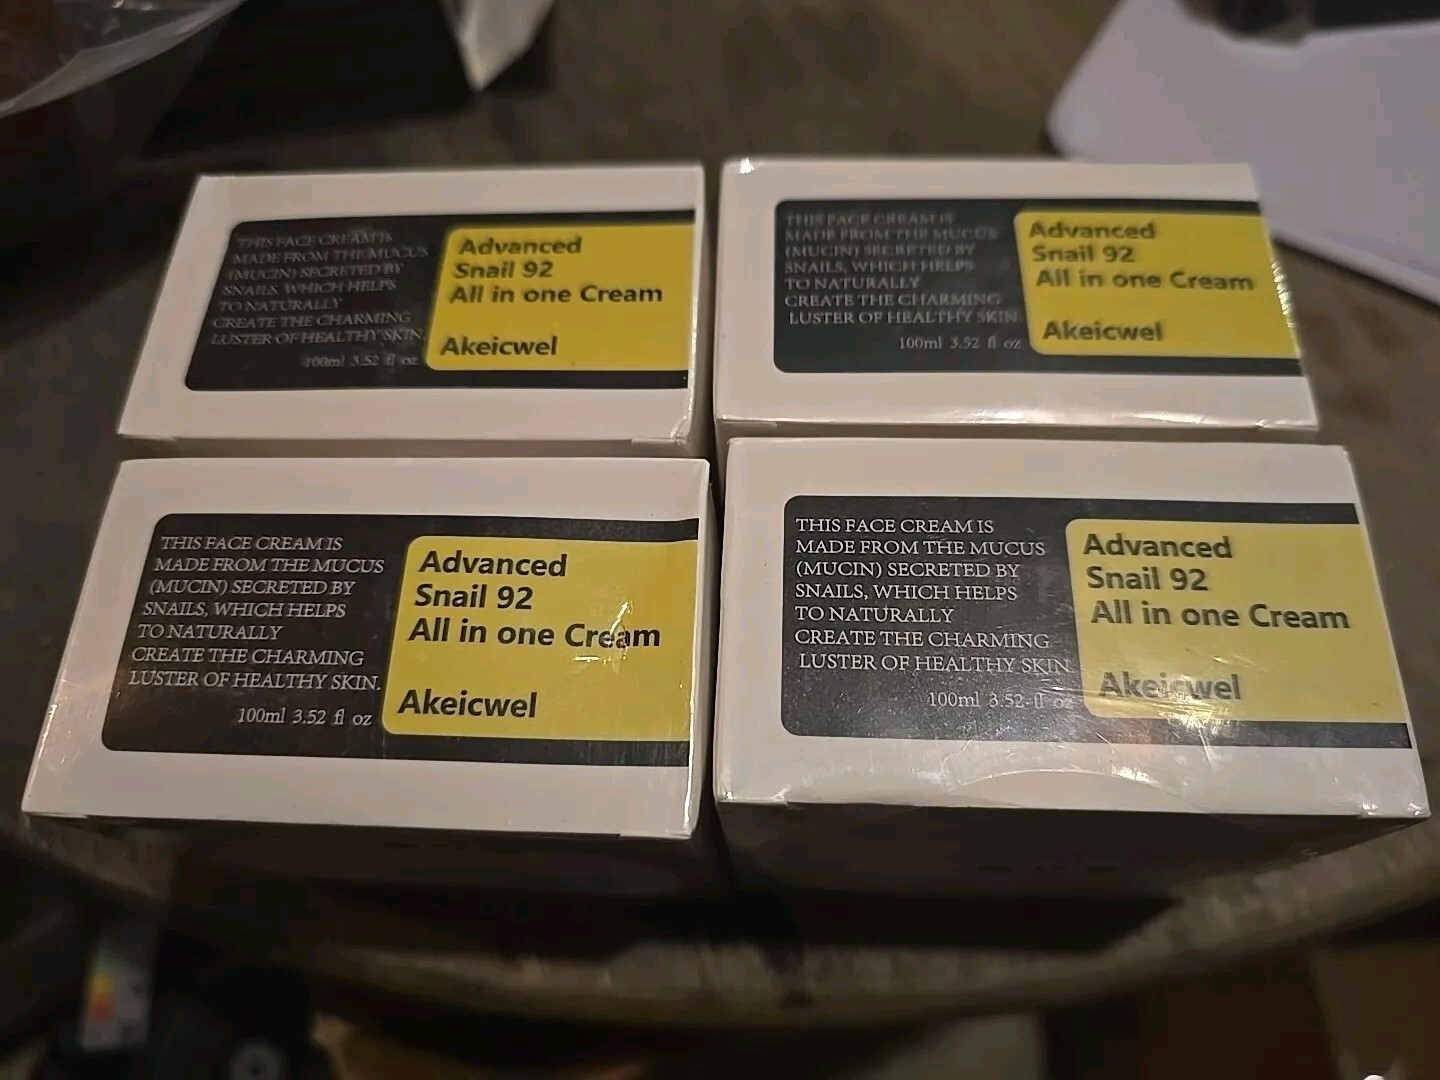 THIS FACE CREAM IS
MADE FROM THE MUCUS
(MUCIN) SECRETED BY
SNAILS, WHICH HELPS
TO NATURALLY
CREATE THE CHARMING
LUSTER OF HEALTHY SKIN.
100ml 3.52 fl oz
Advanced
Snail 92
All in one Cream
Akeicwel
THIS FACE CREAM IS
MADE FROM THE MUCUS
(MUCIN) SECRETED BY
SNAILS, WHICH HELPS
TO NATURALLY
CREATE THE CHARMING
LUSTER OF HEALTHY SKIN.
100ml 3.52 fl oz
Advanced
Snail 92
All in one Cream
Akeicwel
THIS FACE CREAM IS
MADE FROM THE MUCUS
(MUCIN) SECRETED BY
SNAILS, WHICH HELPS
TO NATURALLY
CREATE THE CHARMING
LUSTER OF HEALTHY SKIN.
100ml 3.52 fl oz
Advanced
Snail 92
All in one Cream
Akeicwel
THIS FACE CREAM IS
MADE FROM THE MUCUS
(MUCIN) SECRETED BY
SNAILS, WHICH HELPS
TO NATURALLY
CREATE THE CHARMING
LUSTER OF HEALTHY SKIN.
100ml 3.52 fl oz
Advanced
Snail 92
All in one Cream
Akeicwel